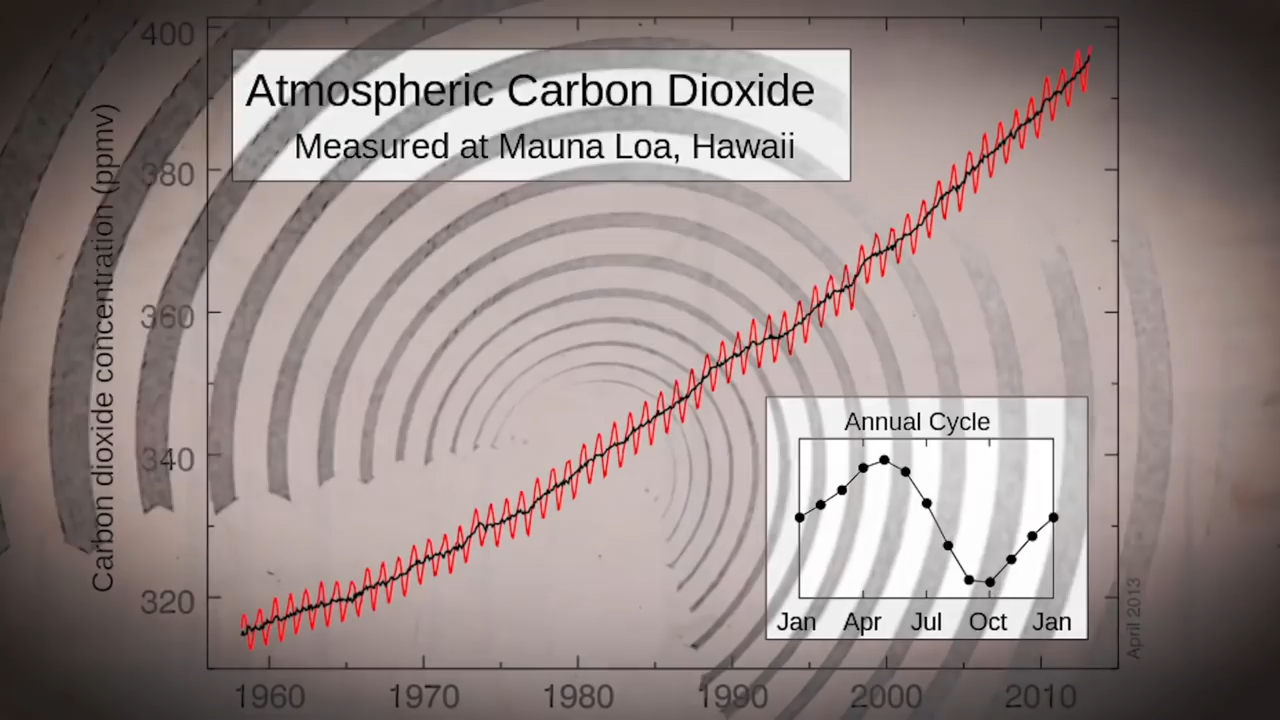 Atmospheric Carbon Dioxide
Measured at Mauna Loa, Hawaii
Carbon dioxide concentration (ppmv)
400
380
360
340
320
1960 1970 1980 1990 2000 2010
Annual Cycle
Jan Apr Jul Oct Jan
April 2013